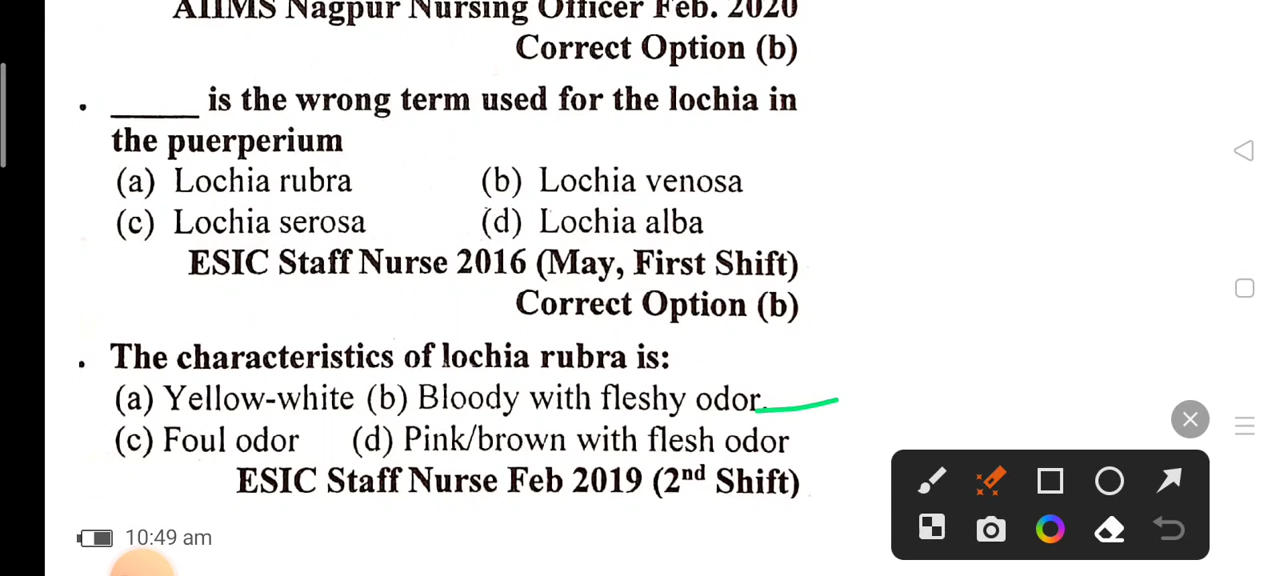 AIIMS Nagpur Nursing Officer Feb. 2020
Correct Option (b)
. _____ is the wrong term used for the lochia in
the puerperium
(a) Lochia rubra (b) Lochia venosa
(c) Lochia serosa (d) Lochia alba
ESIC Staff Nurse 2016 (May, First Shift)
Correct Option (b)
. The characteristics of lochia rubra is:
(a) Yellow-white (b) Bloody with fleshy odor
(c) Foul odor (d) Pink/brown with flesh odor
ESIC Staff Nurse Feb 2019 (2nd Shift)
10:49 am